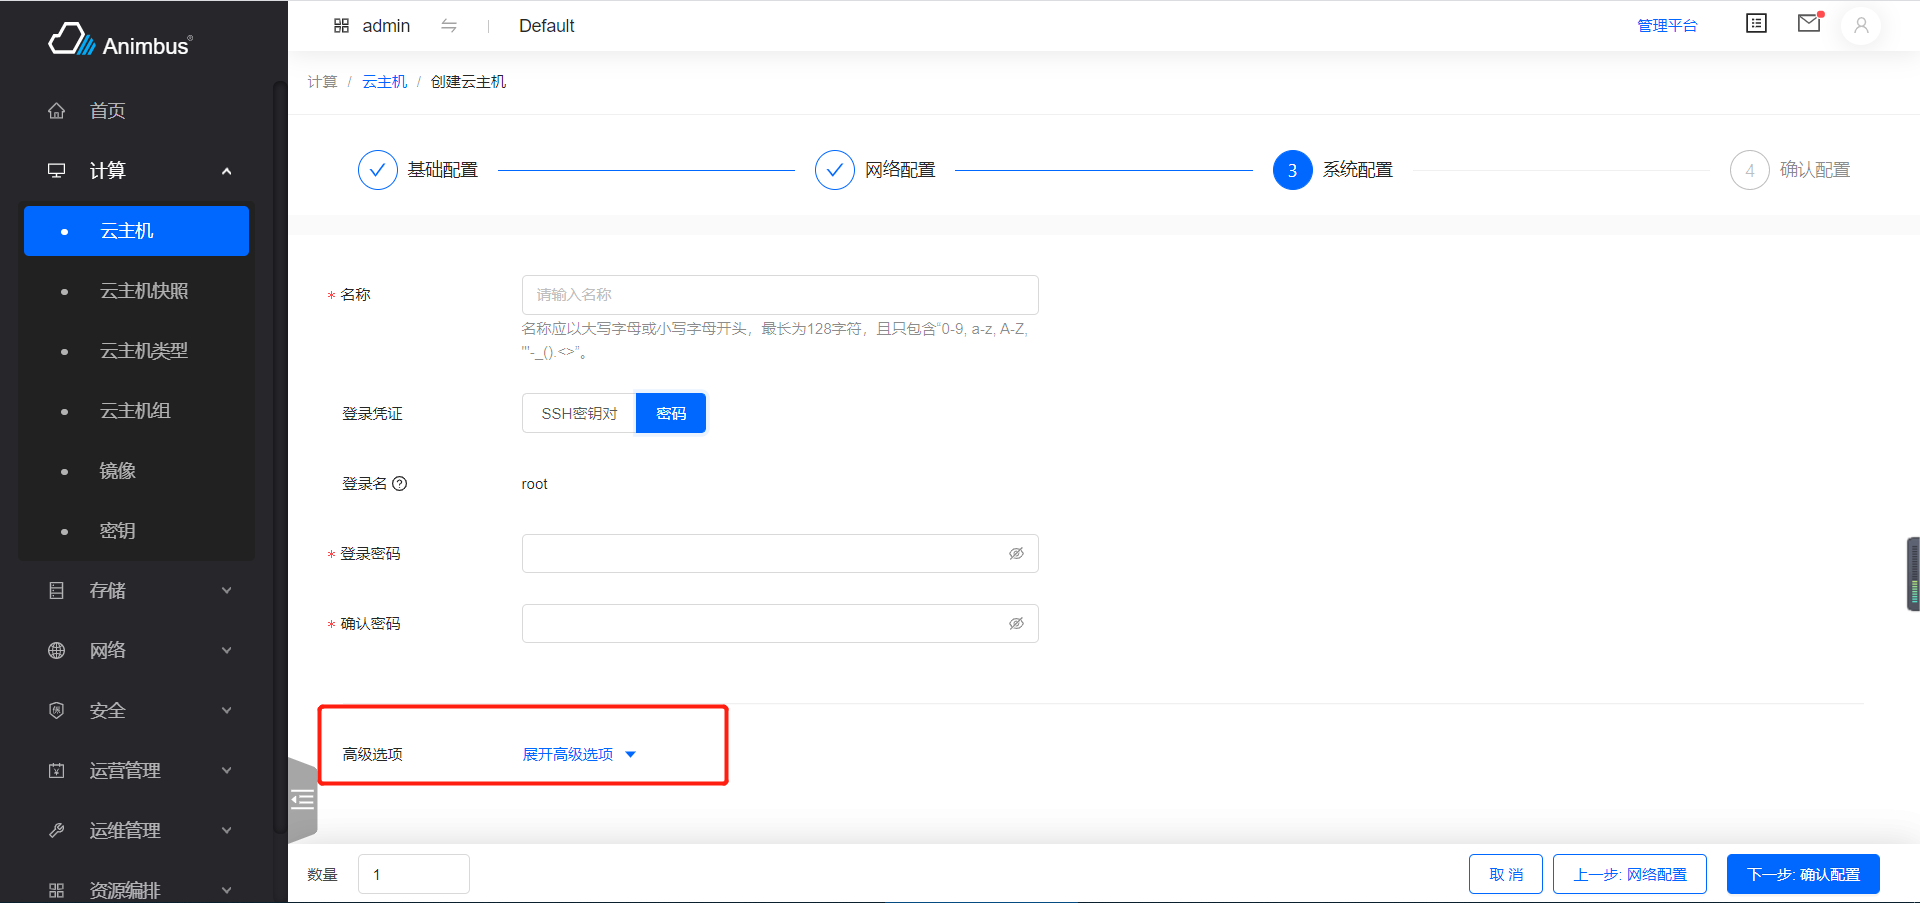 Animbus®
首页
计算
云主机
云主机快照
云主机类型
云主机组
镜像
密钥
存储
网络
安全
运营管理
运维管理
资源编排
admin
Default
管理平台
计算 / 云主机 / 创建云主机
基础配置
网络配置
3 系统配置
4 确认配置
* 名称
请输入名称
名称应以大写字母或小写字母开头，最长为128字符，且只包含“0-9, a-z, A-Z,
"'-_().<>”。
登录凭证
SSH密钥对
密码
登录名
root
* 登录密码
* 确认密码
高级选项
展开高级选项
数量
1
取 消
上一步: 网络配置
下一步: 确认配置